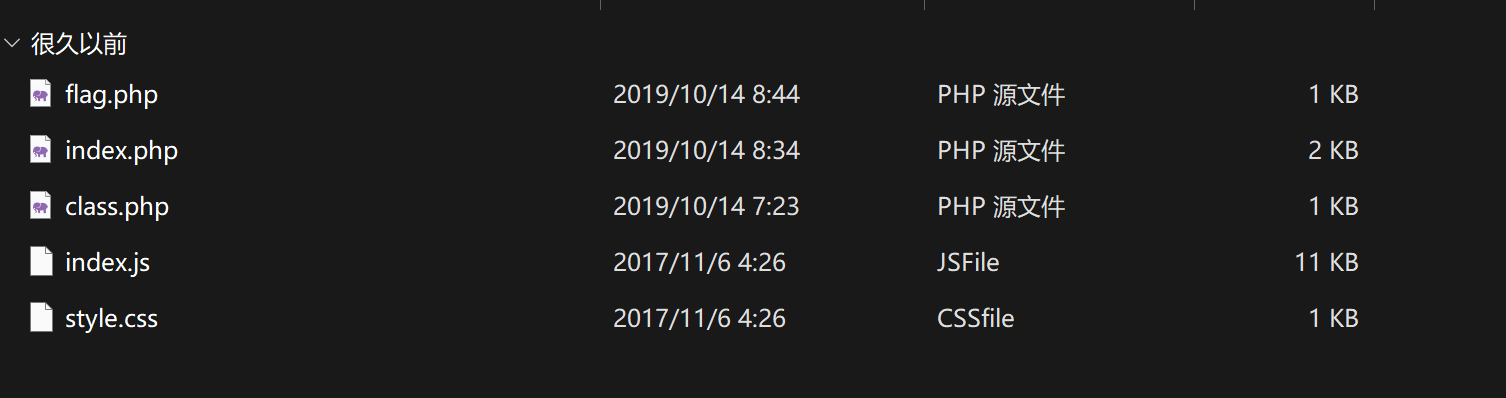 很久以前
flag.php 2019/10/14 8:44 PHP 源文件 1 KB
index.php 2019/10/14 8:34 PHP 源文件 2 KB
class.php 2019/10/14 7:23 PHP 源文件 1 KB
index.js 2017/11/6 4:26 JSFile 11 KB
style.css 2017/11/6 4:26 CSSfile 1 KB